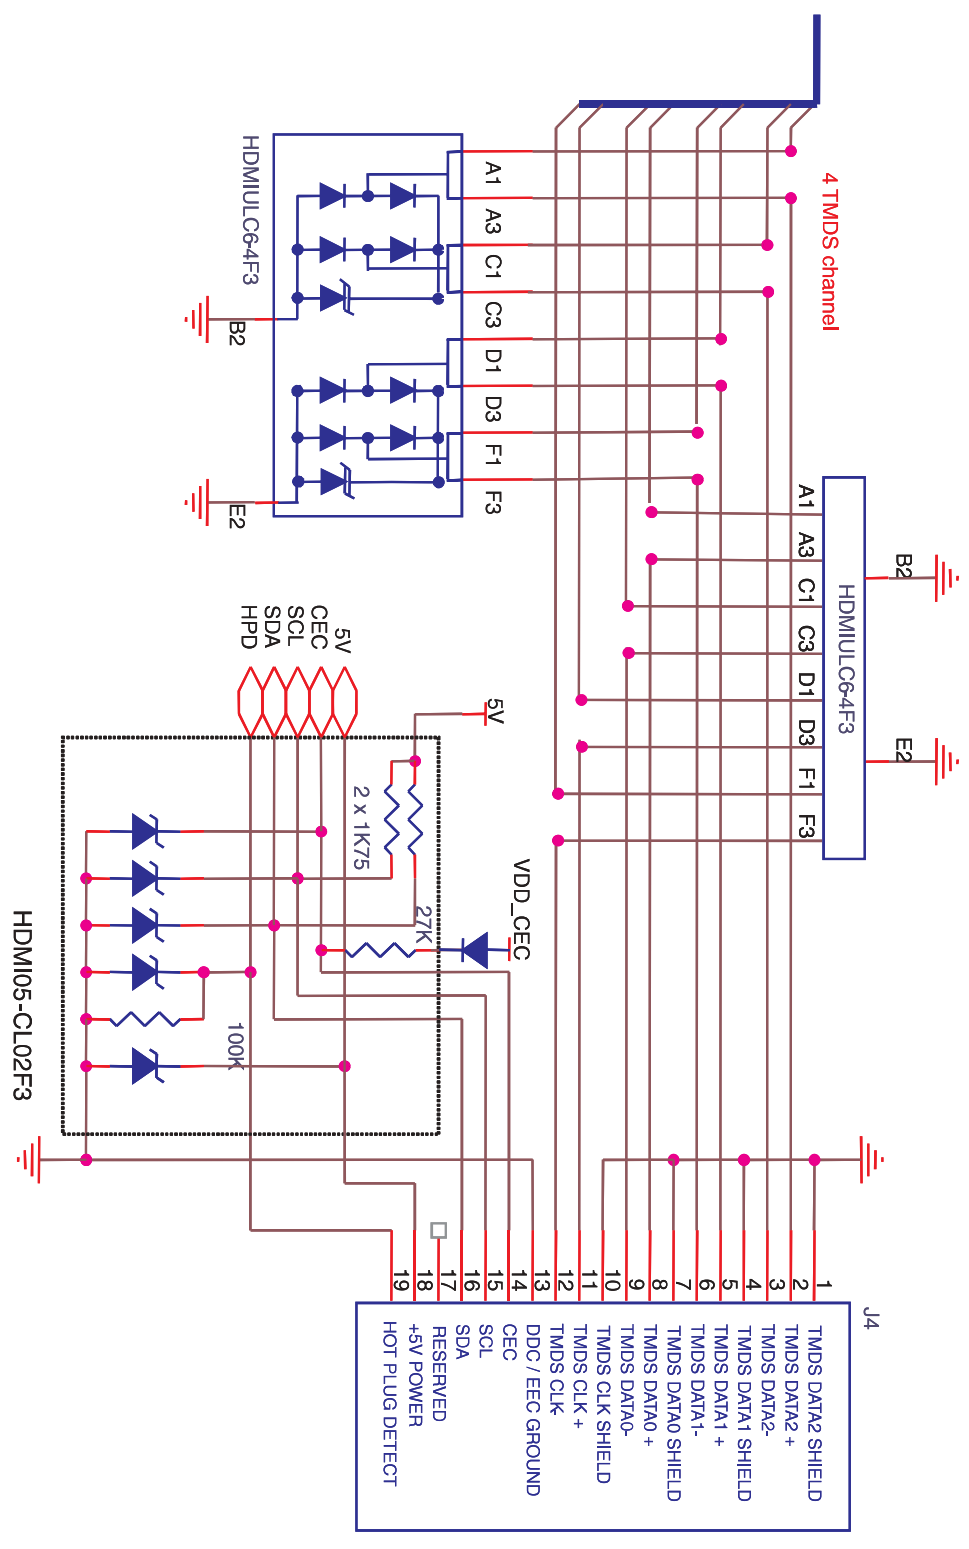 4 TMDS channel
HDMIULC6-4F3
A1
A3
C1
C3
D1
D3
F1
F3
B2
E2
A1
A3
C1
C3
D1
D3
F1
F3
HDMIULC6-4F3
B2
E2
5V
CEC
SCL
SDA
HPD
5V
2 x 1K75
27K
VDD_CEC
100K
HDMI05-CL02F3
J4
1 TMDS DATA2 SHIELD
2 TMDS DATA2 +
3 TMDS DATA2-
4 TMDS DATA1 SHIELD
5 TMDS DATA1 +
6 TMDS DATA1-
7 TMDS DATA0 SHIELD
8 TMDS DATA0 +
9 TMDS DATA0-
10 TMDS CLK SHIELD
11 TMDS CLK +
12 TMDS CLK-
13 DDC / EEC GROUND
14 CEC
15 SCL
16 SDA
17 RESERVED
18 +5V POWER
19 HOT PLUG DETECT